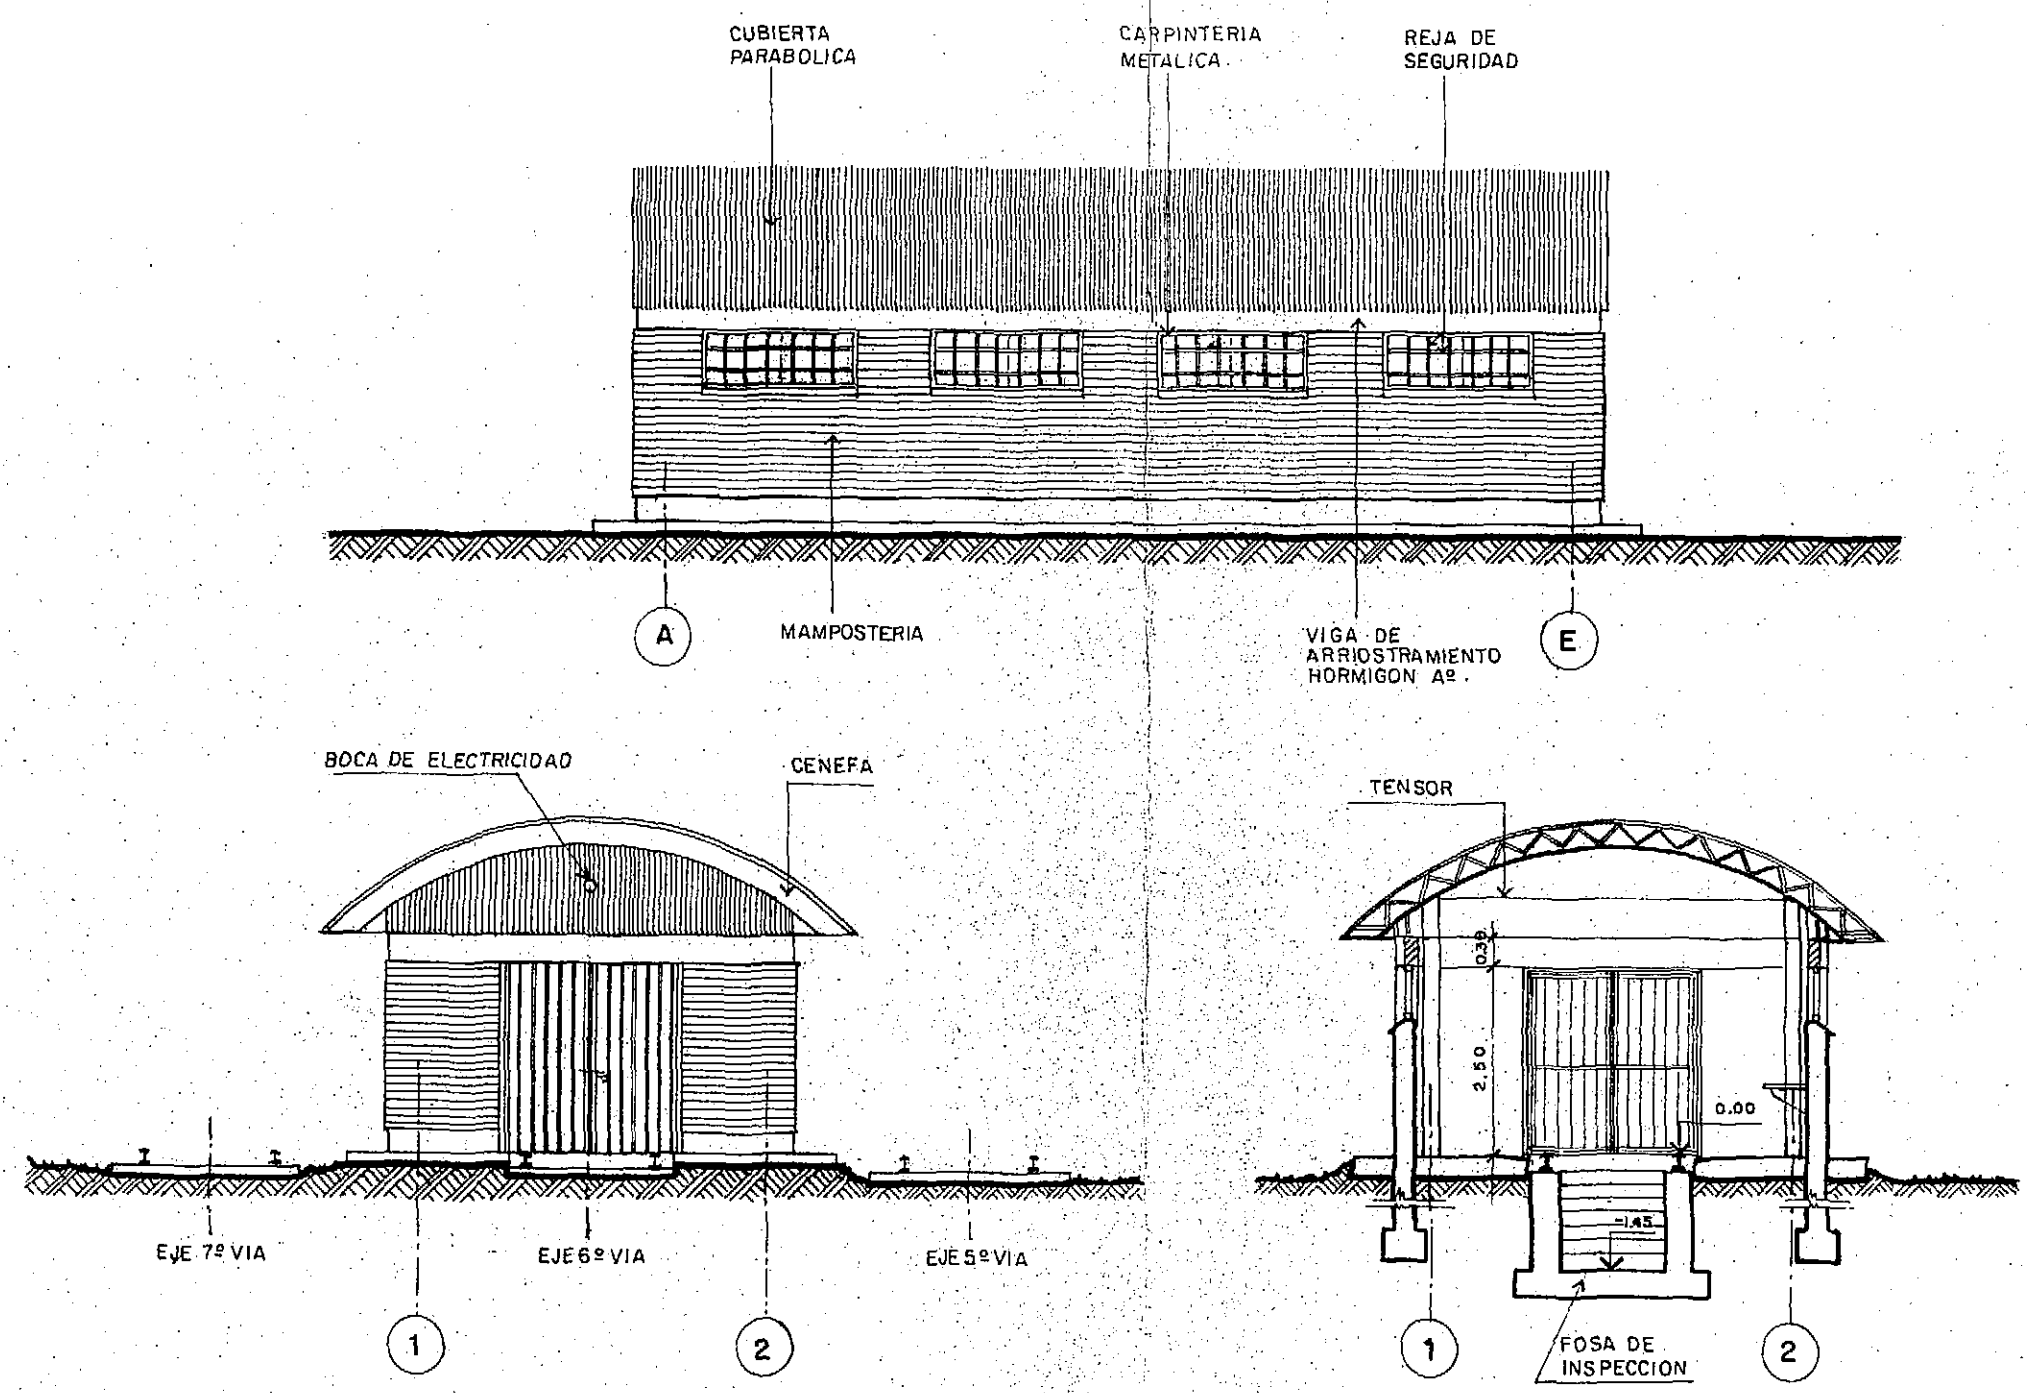 CUBIERTA
PARABOLICA
CARPINTERIA
METALICA.
REJA DE
SEGURIDAD
A
MAMPOSTERIA
VIGA DE
ARRIOSTRAMIENTO
HORMIGON Aº.
E
BOCA DE ELECTRICIDAD
CENEFA
TENSOR
0.30
2.50
0.00
-1.45
EJE 7º VIA
EJE 6º VIA
EJE 5º VIA
1
2
1
2
FOSA DE
INSPECCION